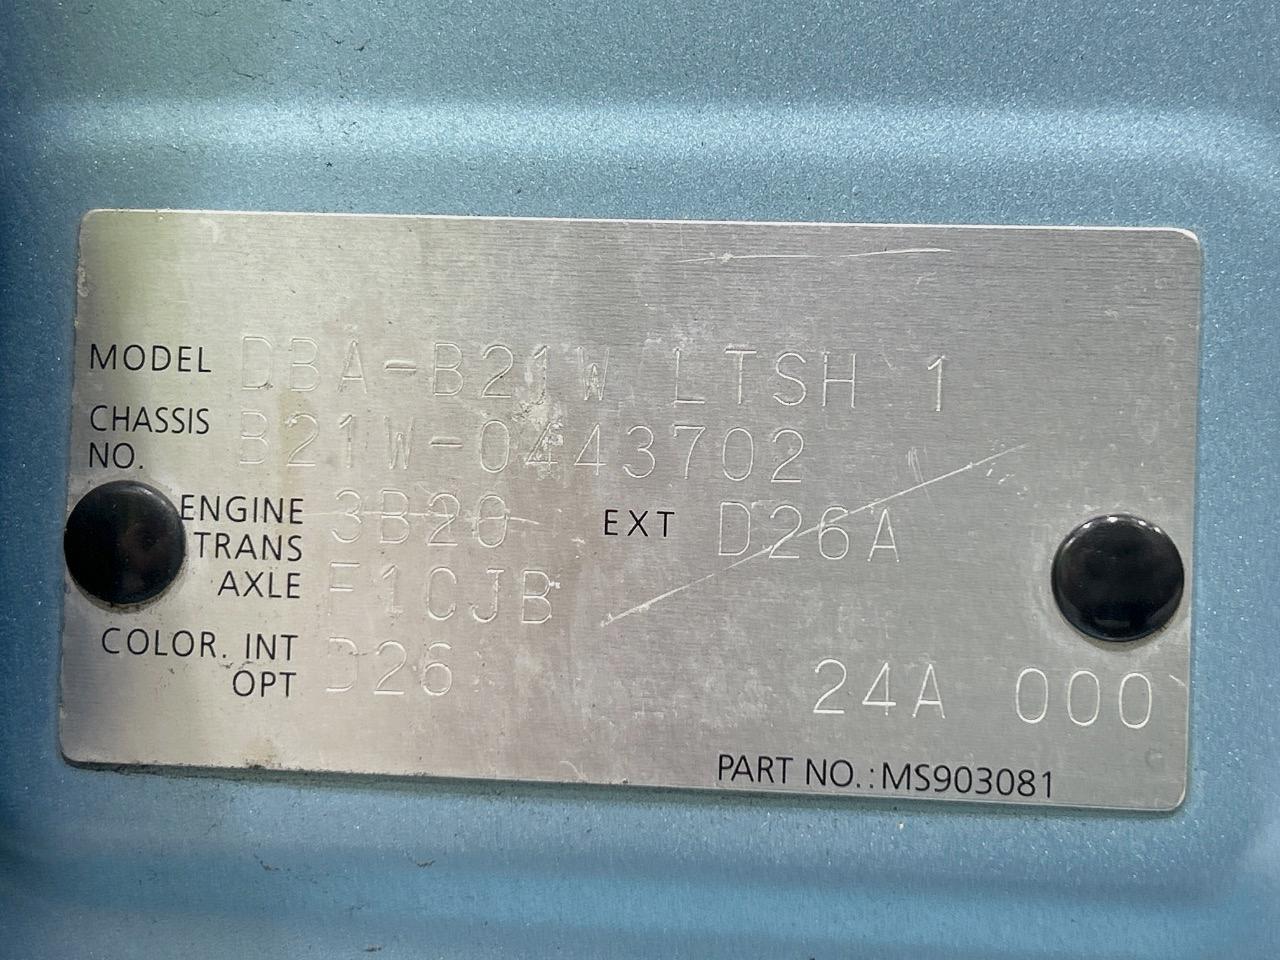 MODEL DBA-B21W LTSH 1
CHASSIS NO. B21W-0443702
ENGINE 3B20 EXT D26A
TRANS AXLE F1CJB
COLOR. INT OPT D26 24A 000
PART NO.:MS903081